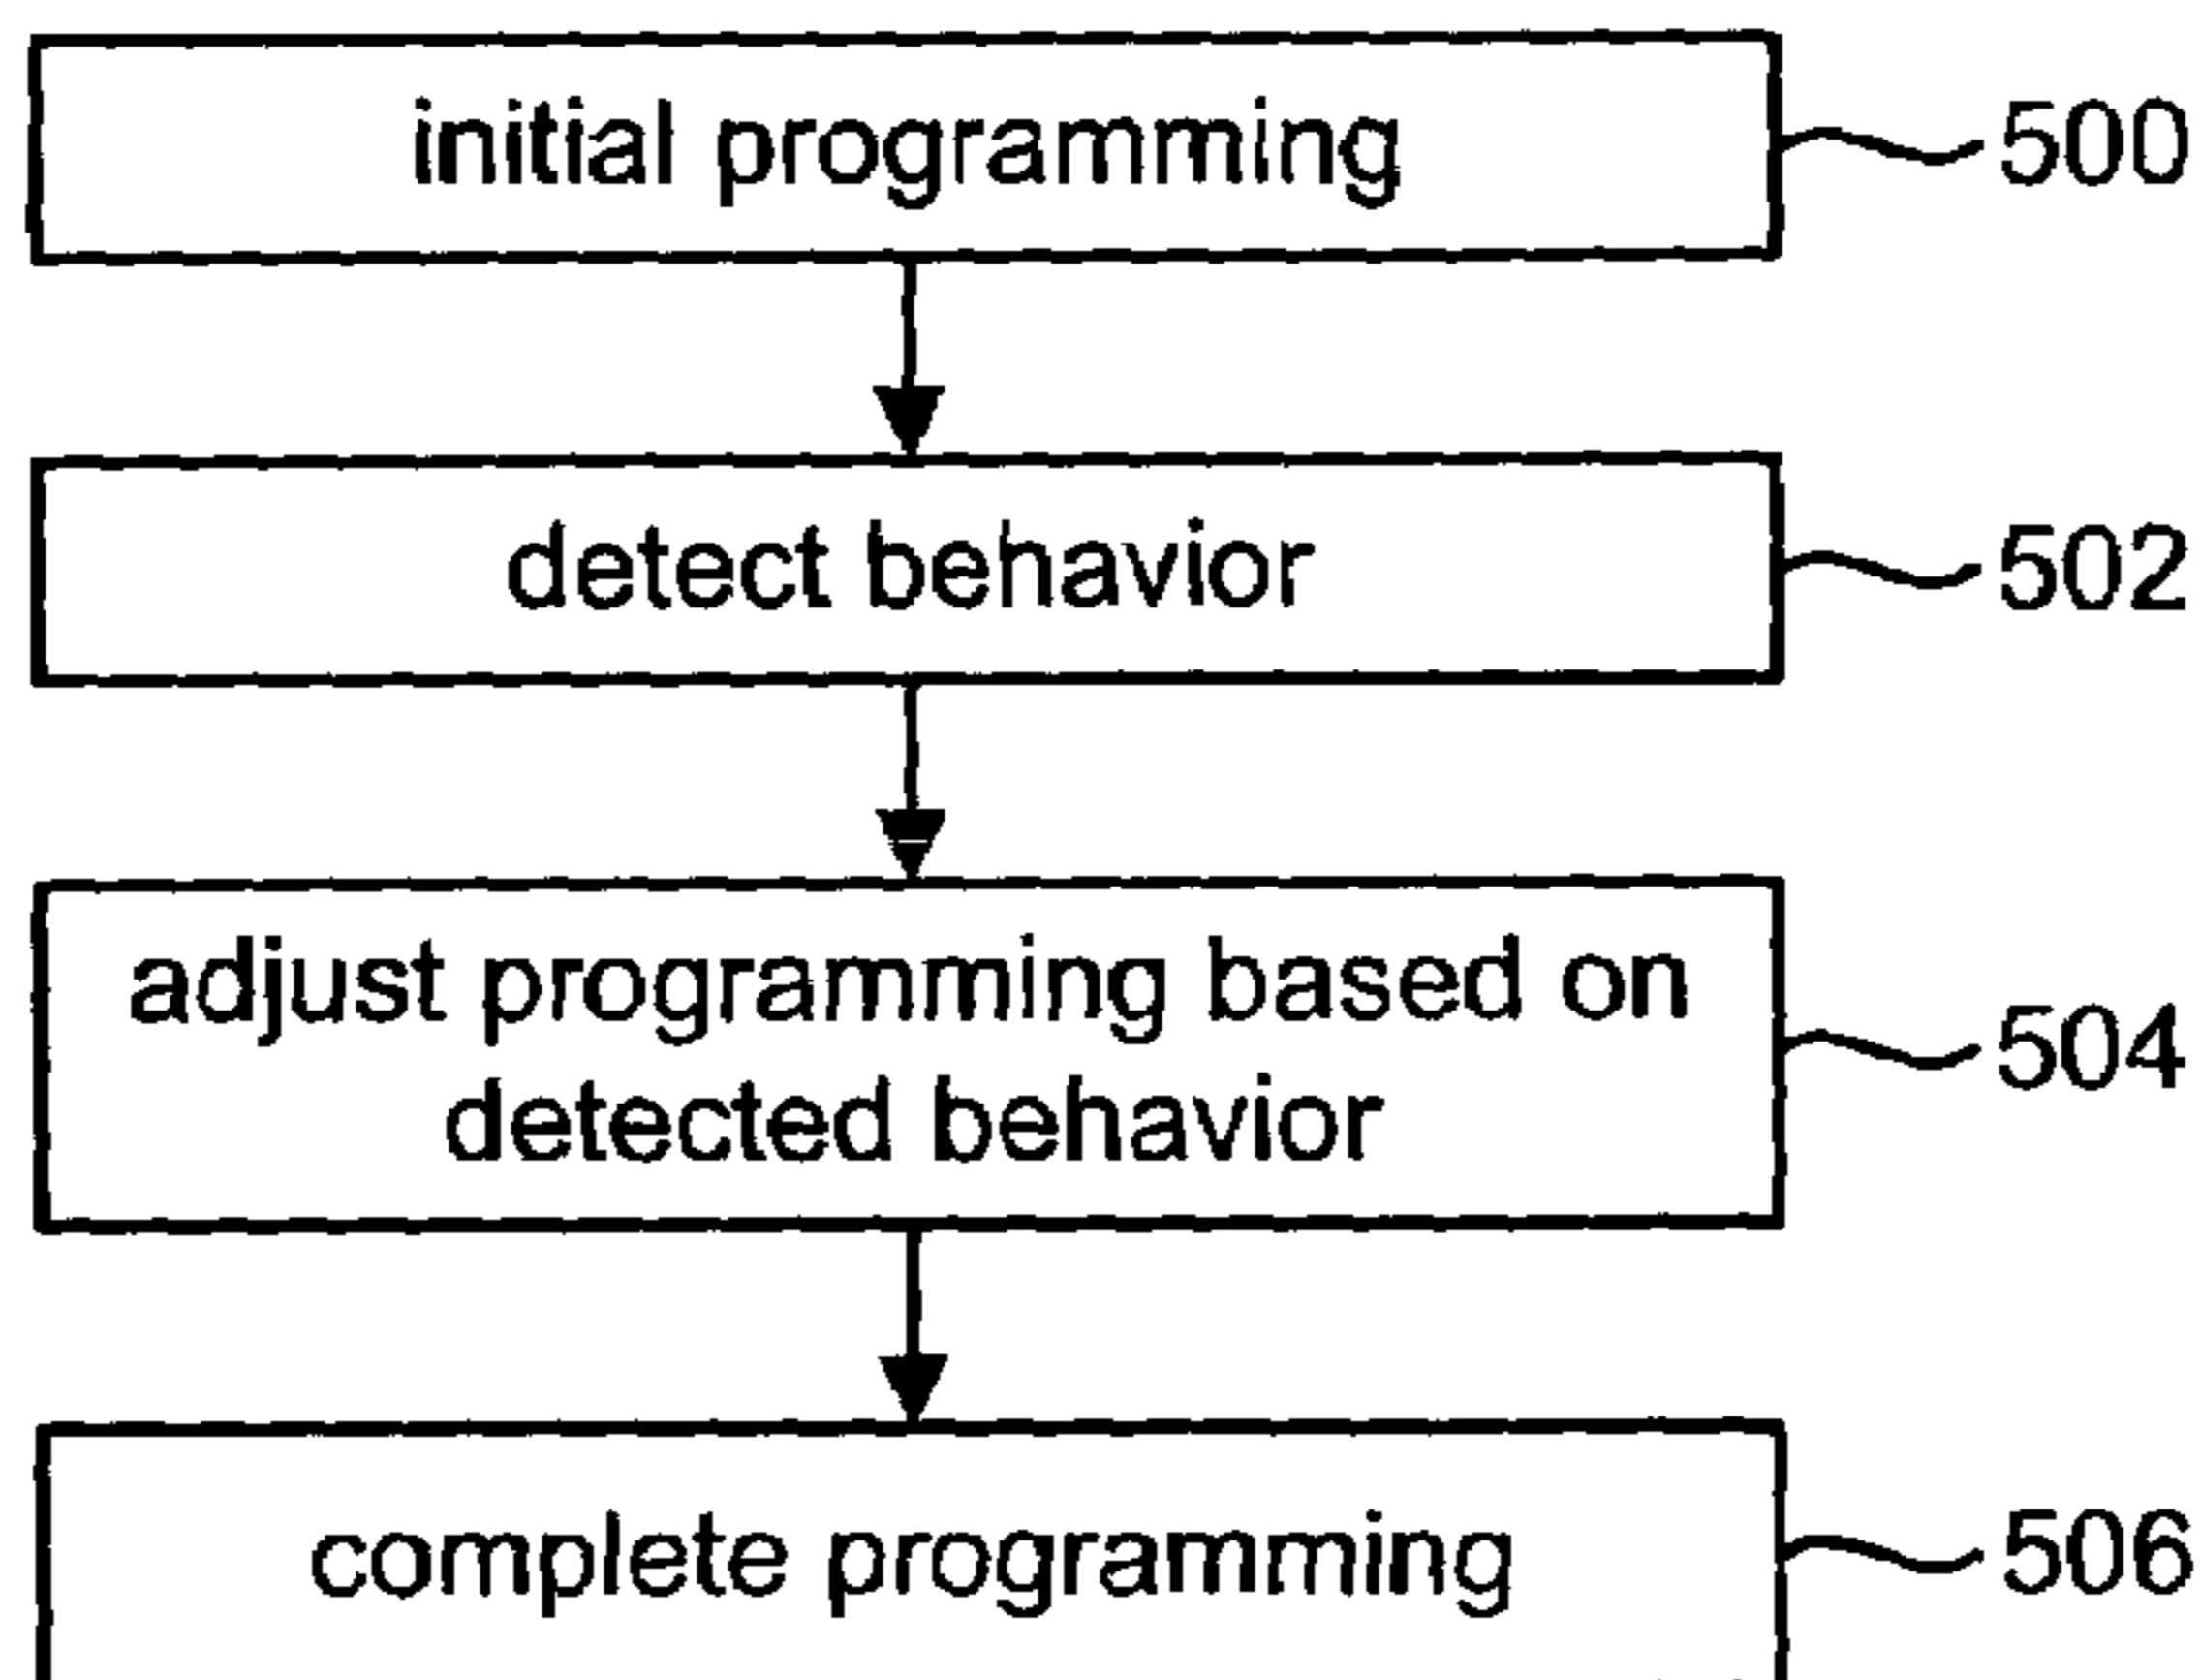 initial programming
500
detect behavior
502
adjust programming based on
detected behavior
504
complete programming
506